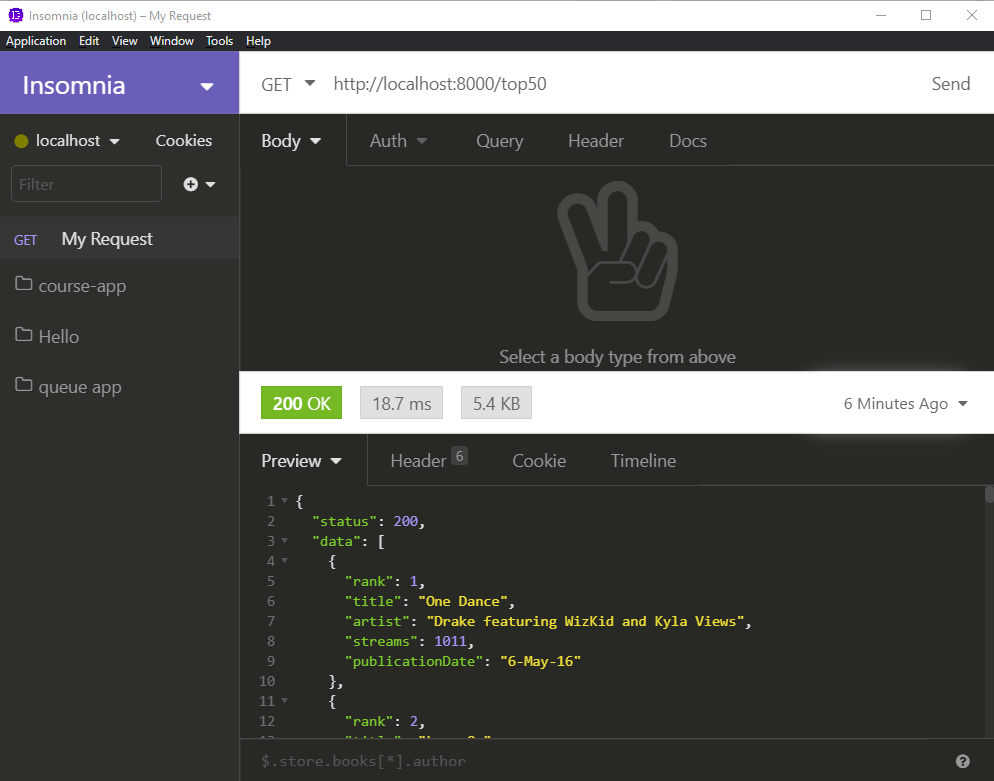 Insomnia (localhost) – My Request
Application Edit View Window Tools Help
Insomnia
GET http://localhost:8000/top50 Send
localhost Cookies
Filter
GET My Request
course-app
Hello
queue app
Body Auth Query Header Docs
Select a body type from above
200 OK 18.7 ms 5.4 KB 6 Minutes Ago
Preview Header 6 Cookie Timeline
1 {
2 "status": 200,
3 "data": [
4 {
5 "rank": 1,
6 "title": "One Dance",
7 "artist": "Drake featuring WizKid and Kyla Views",
8 "streams": 1011,
9 "publicationDate": "6-May-16"
10 },
11 {
12 "rank": 2,
$.store.books[*].author